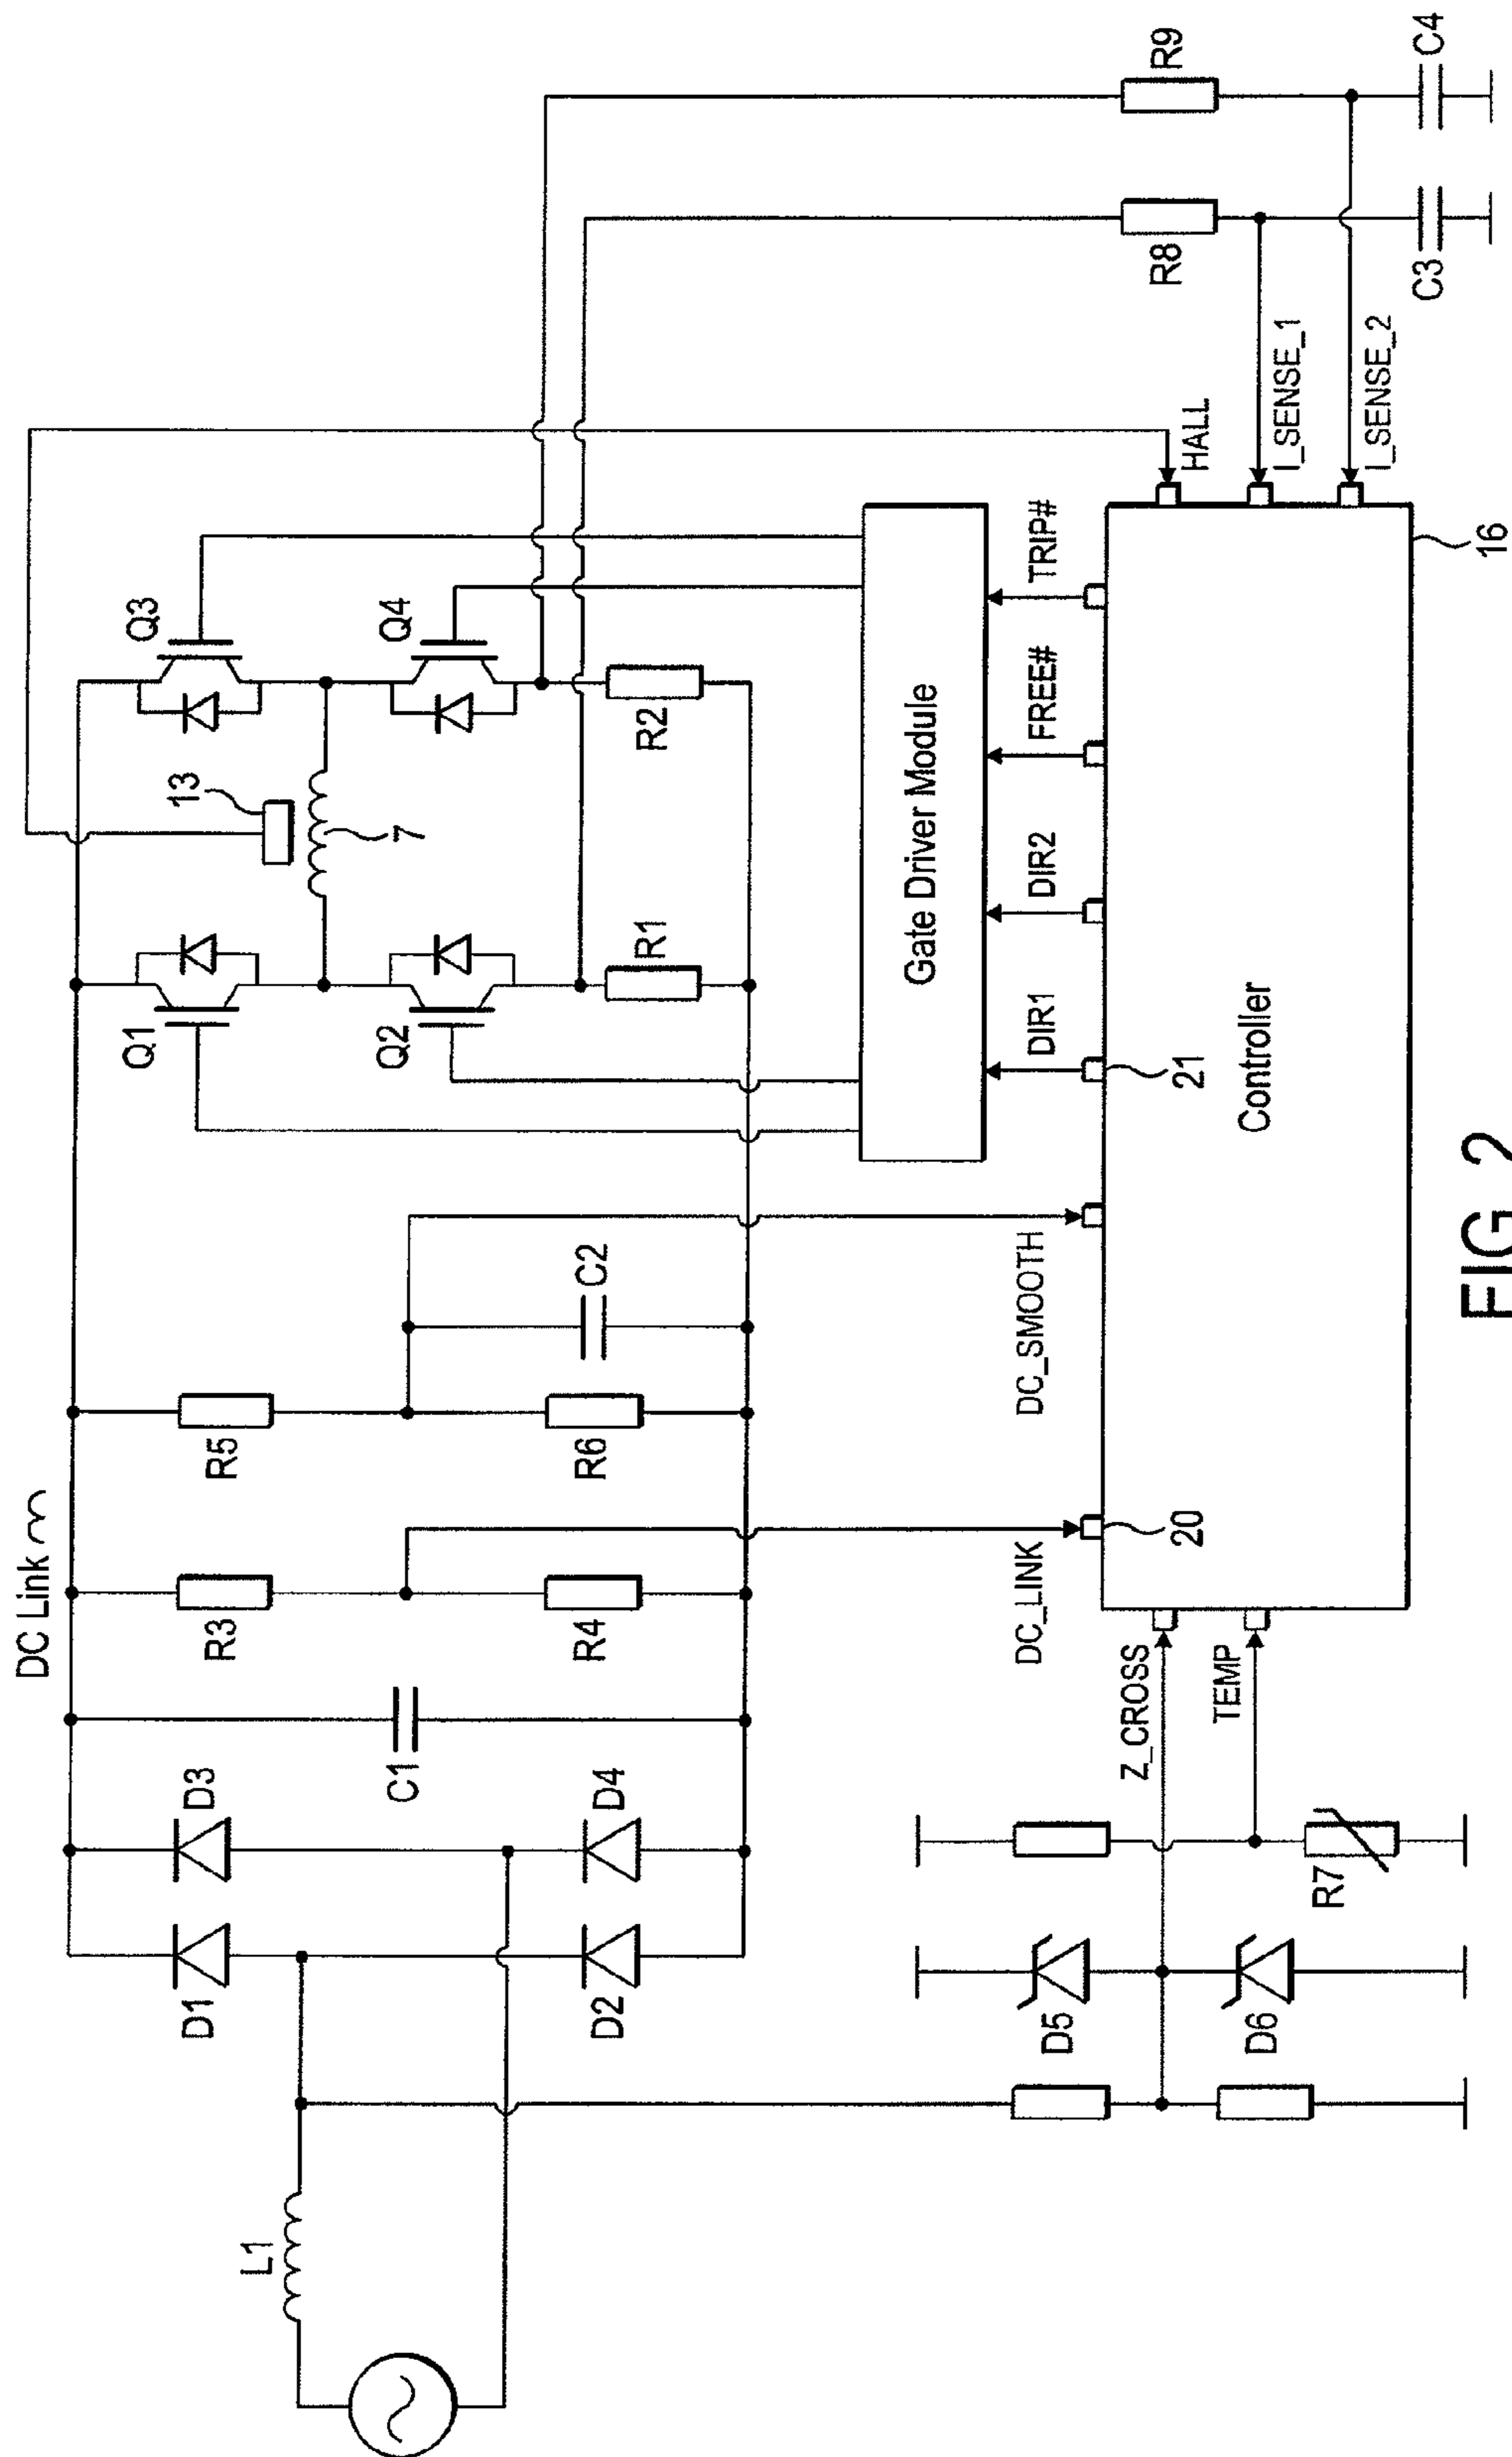 DC Link
L1
D1
D3
D2
D4
C1
R3
R4
R5
R6
C2
Q1
Q2
Q3
Q4
13
7
R1
R2
Gate Driver Module
DIR1
DIR2
FREE#
TRIP#
DC_LINK
DC_SMOOTH
Z_CROSS
TEMP
20
21
Controller
HALL
I_SENSE_1
I_SENSE_2
16
D5
D6
R7
R8
R9
C3
C4
FIG. 2